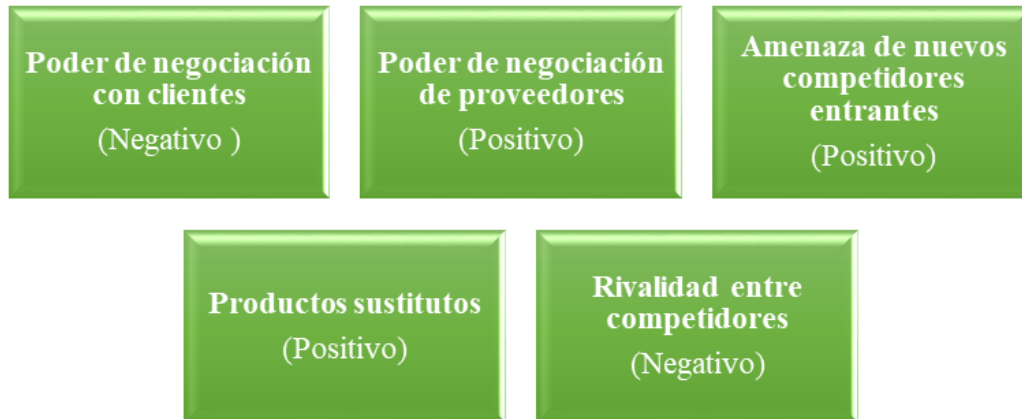 Poder de negociación
con clientes
(Negativo )
Poder de negociación
de proveedores
(Positivo)
Amenaza de nuevos
competidores
entrantes
(Positivo)
Productos sustitutos
(Positivo)
Rivalidad entre
competidores
(Negativo)